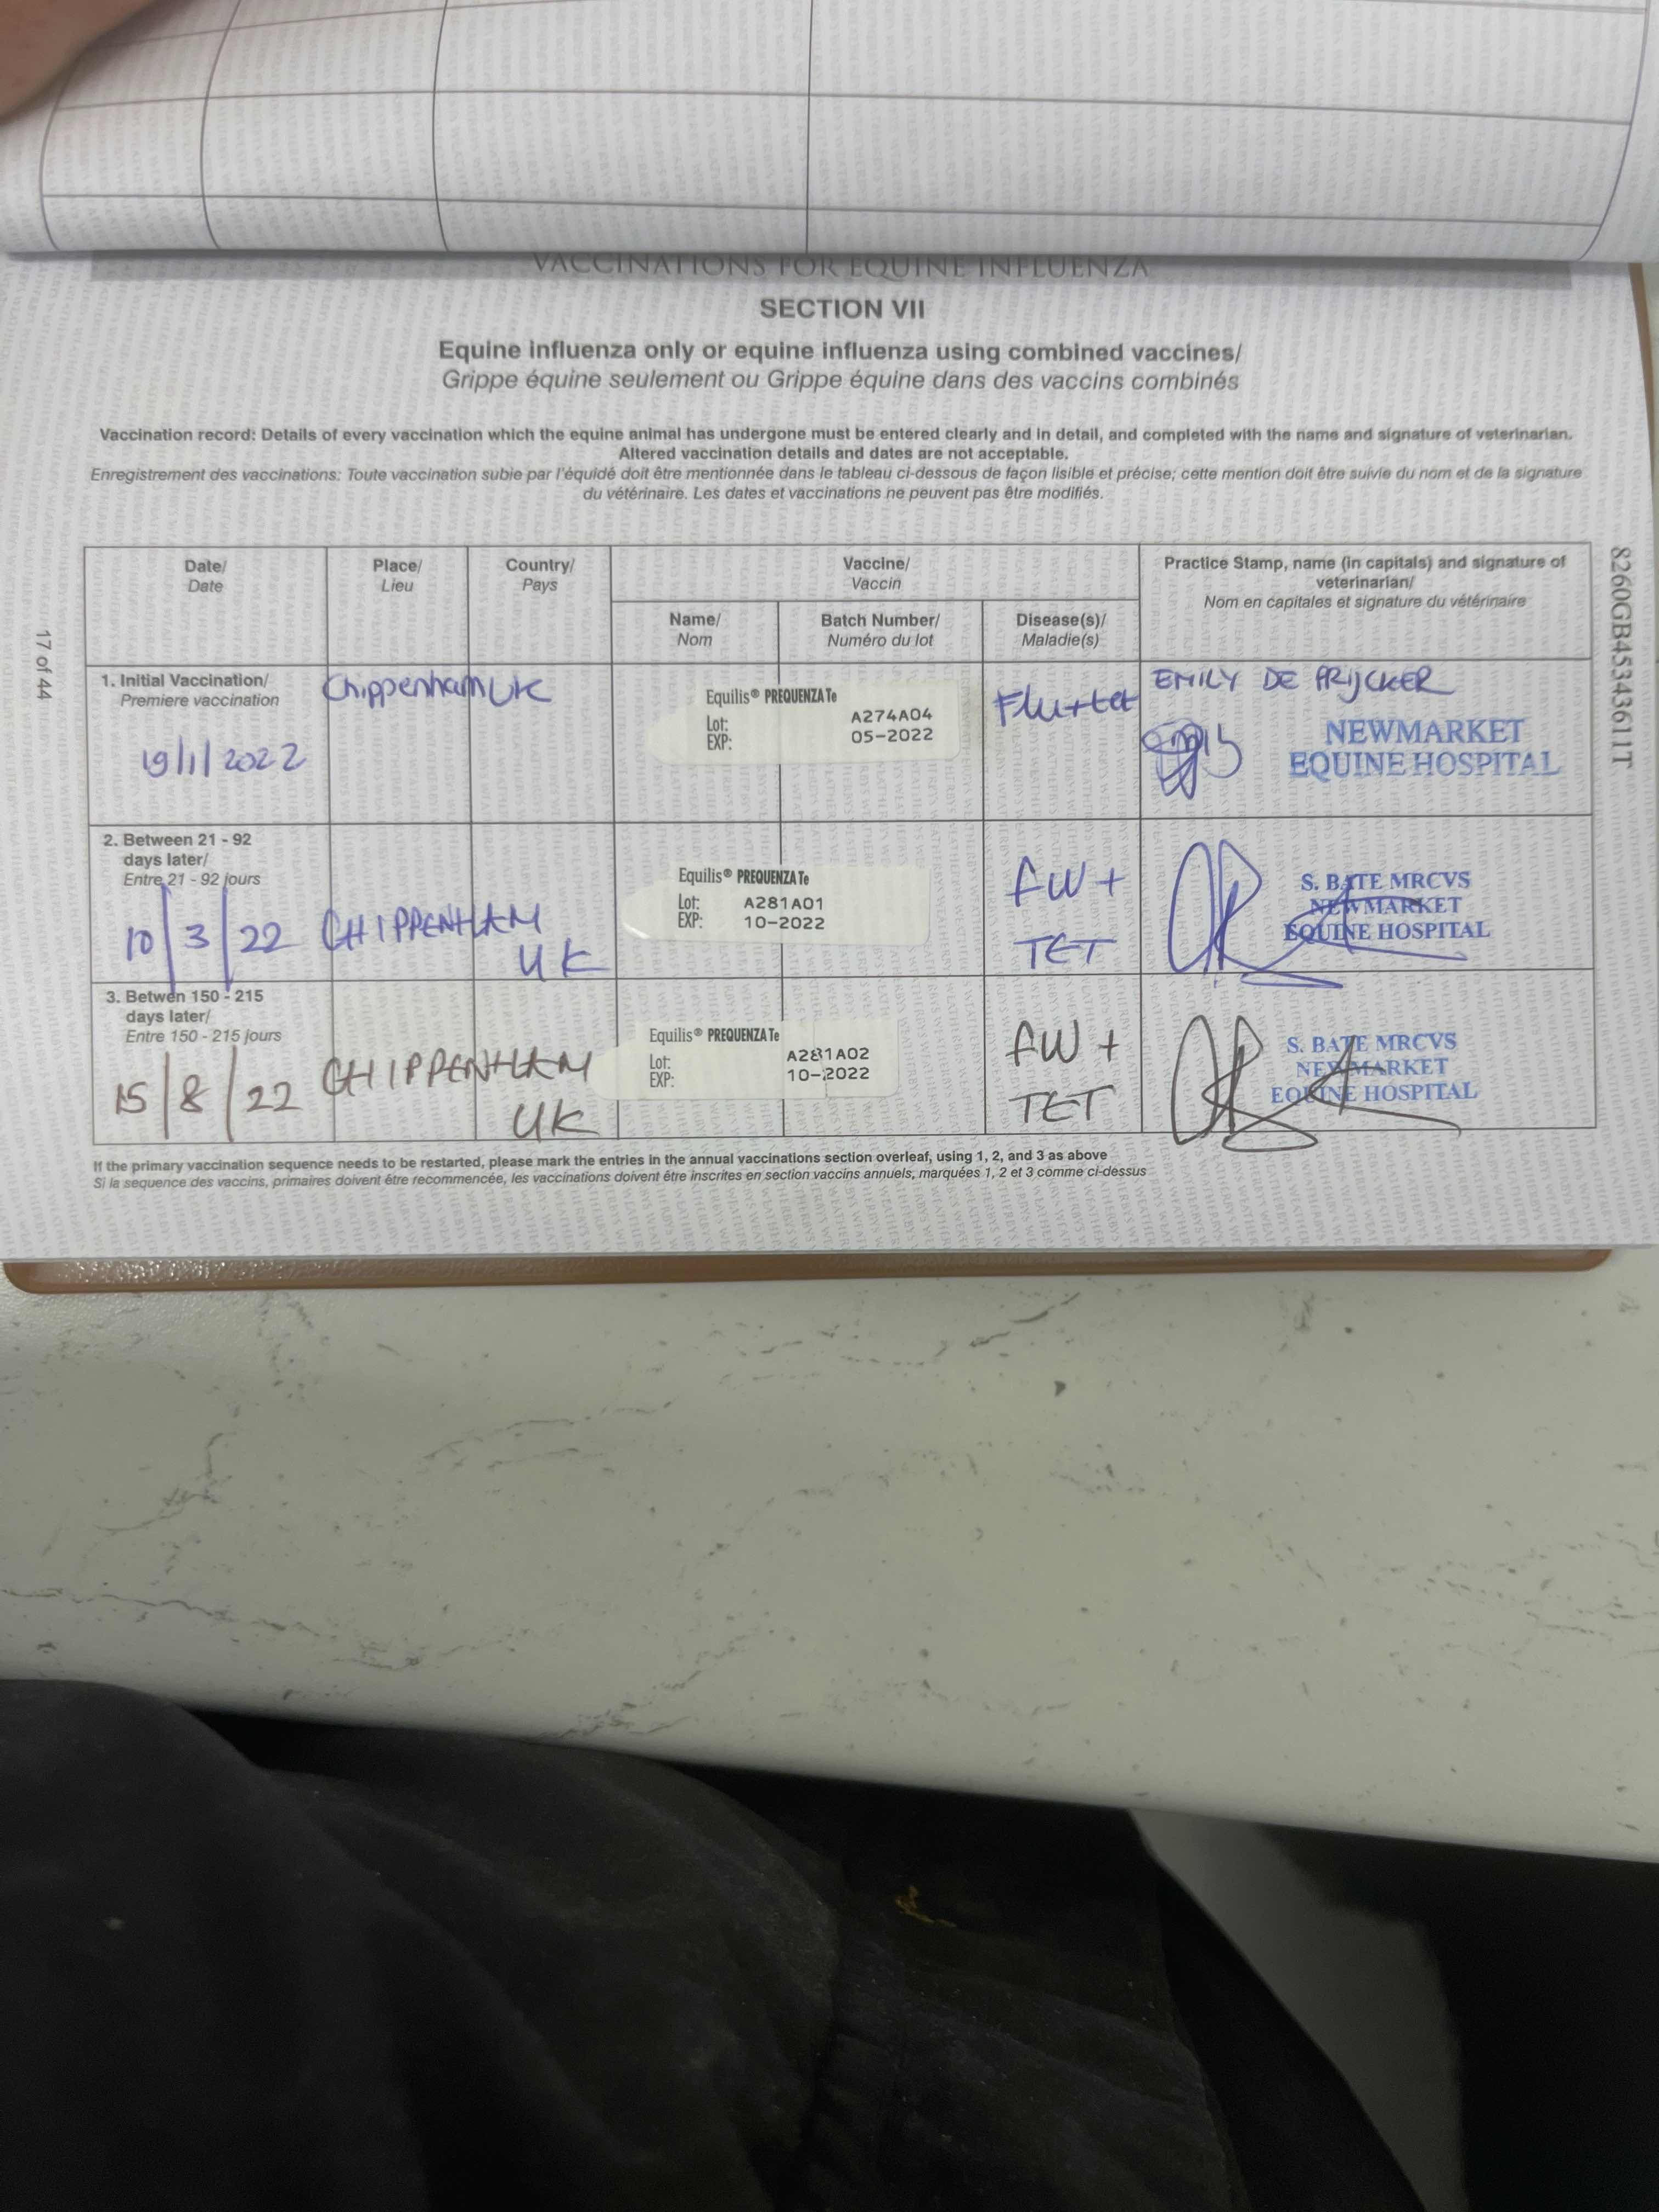 VACCINATIONS FOR EQUINE INFLUENZA
SECTION VII
Equine influenza only or equine influenza using combined vaccines/
Grippe équine seulement ou Grippe équine dans des vaccins combinés
Vaccination record: Details of every vaccination which the equine animal has undergone must be entered clearly and in detail, and completed with the name and signature of veterinarian.
Altered vaccination details and dates are not acceptable.
Enregistrement des vaccinations: Toute vaccination subie par l'équidé doit être mentionnée dans le tableau ci-dessous de façon lisible et précise; cette mention doit être suivie du nom et de la signature
du vétérinaire. Les dates et vaccinations ne peuvent pas être modifiés.
Date/
Date
Place/
Lieu
Country/
Pays
Vaccine/
Vaccin
Name/
Nom
Batch Number/
Numéro du lot
Disease(s)/
Maladie(s)
Practice Stamp, name (in capitals) and signature of
veterinarian/
Nom en capitales et signature du vétérinaire
1. Initial Vaccination/
Premiere vaccination
19/1/2022
Chippenham UK
Equilis® PREQUENZA Te
Lot: A274A04
EXP: 05-2022
Flu+tet
EMILY DE PRIJCKER
NEWMARKET
EQUINE HOSPITAL
2. Between 21 - 92
days later/
Entre 21 - 92 jours
10/3/22
CHIPPENHAM
UK
Equilis® PREQUENZA Te
Lot: A281A01
EXP: 10-2022
FLU +
TET
S. BATE MRCVS
NEWMARKET
EQUINE HOSPITAL
3. Betwen 150 - 215
days later/
Entre 150 - 215 jours
15/8/22
CHIPPENHAM
UK
Equilis® PREQUENZA Te
Lot: A281A02
EXP: 10-2022
FLU +
TET
S. BATE MRCVS
NEWMARKET
EQUINE HOSPITAL
If the primary vaccination sequence needs to be restarted, please mark the entries in the annual vaccinations section overleaf, using 1, 2, and 3 as above
Si la sequence des vaccins, primaires doivent être recommencée, les vaccinations doivent être inscrites en section vaccins annuels, marquées 1, 2 et 3 comme ci-dessus
17 of 44
8260GB45343611T